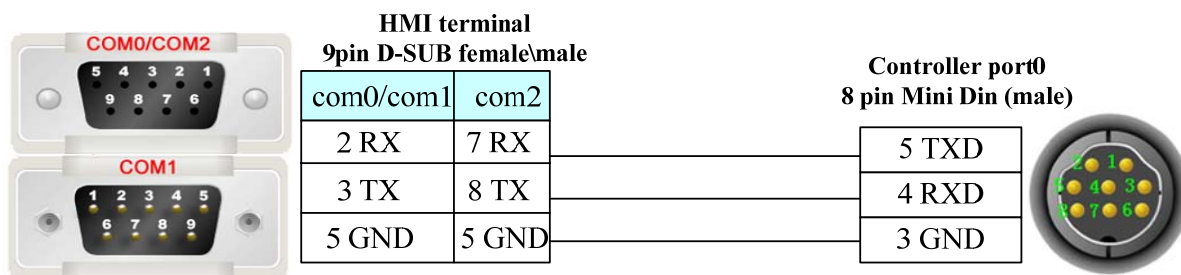 HMI terminal
9pin D-SUB female\male
COM0/COM2
5 4 3 2 1
9 8 7 6
COM1
1 2 3 4 5
6 7 8 9
com0/com1 com2
2 RX 7 RX
3 TX 8 TX
5 GND 5 GND
Controller port0
8 pin Mini Din (male)
5 TXD
4 RXD
3 GND
2 1
5 4 3
8 7 6